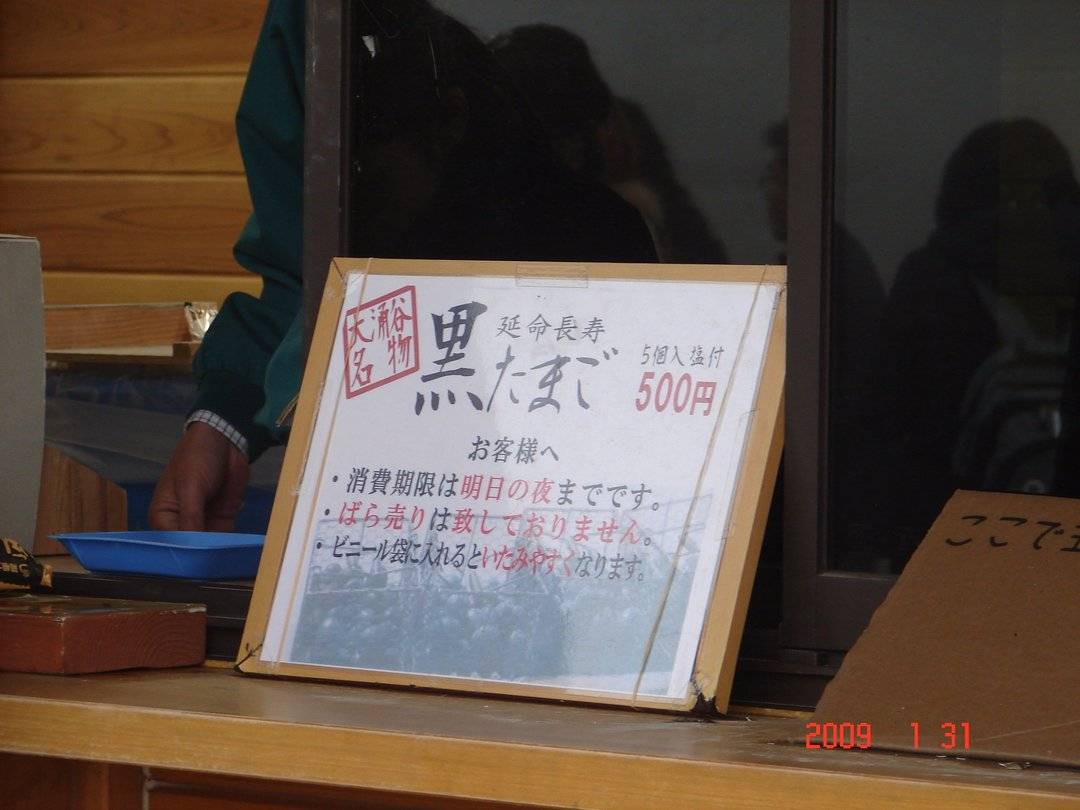 大涌谷
名物
延命長寿
黒たまご
5個入塩付
500円
お客様へ
・消費期限は明日の夜までです。
・ばら売りは致しておりません。
・ビニール袋に入れるといたみやすくなります。
ここで
2009 1 31